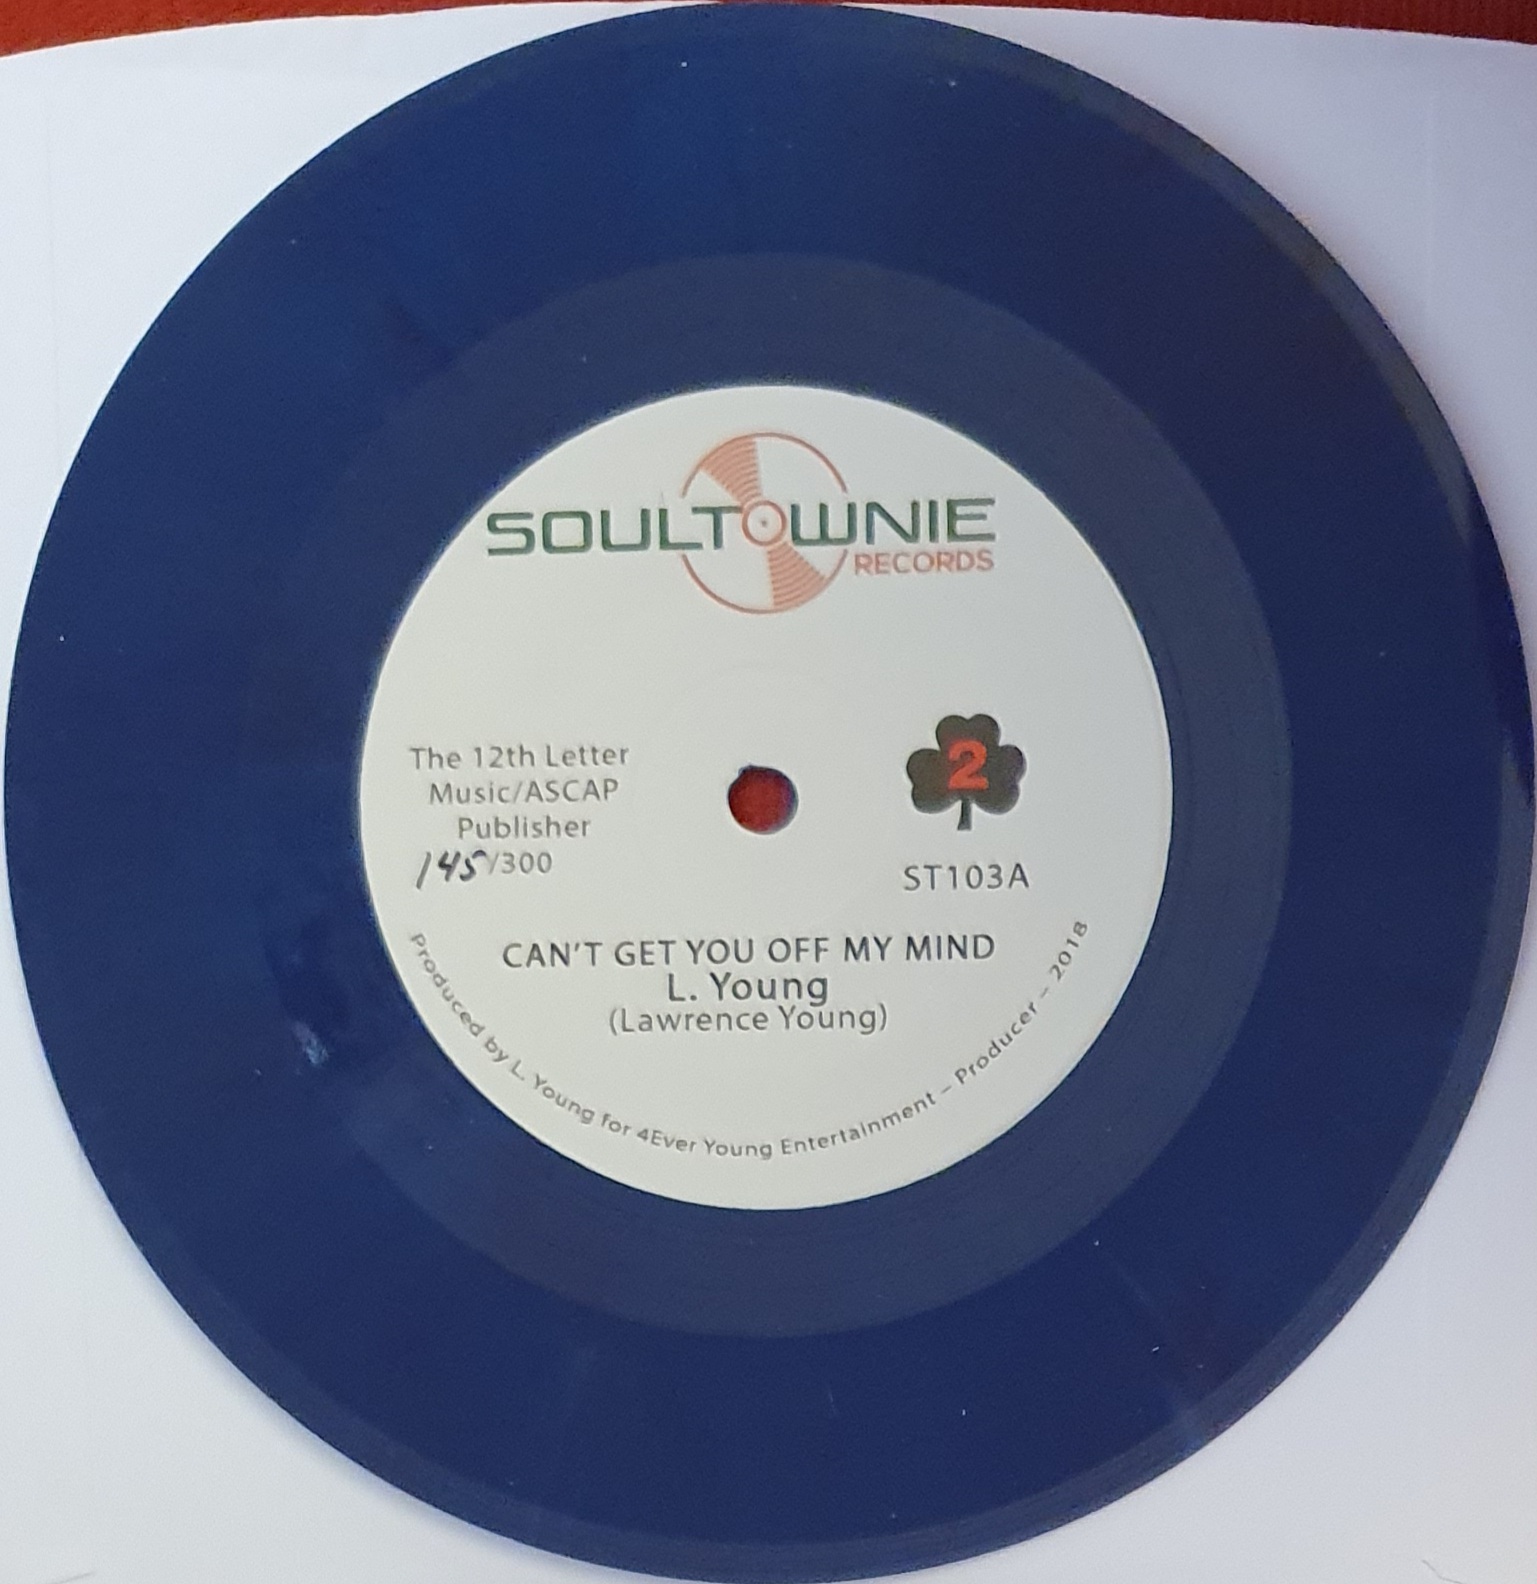 SOULTOWNIE
RECORDS
The 12th Letter
Music/ASCAP
Publisher
145/300
2
ST103A
CAN'T GET YOU OFF MY MIND
L. Young
(Lawrence Young)
Produced by L. Young for 4Ever Young Entertainment – Producer – 2018